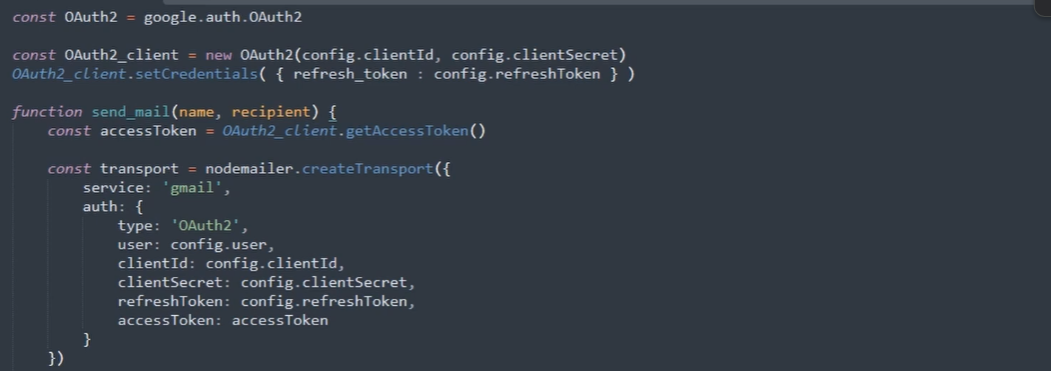 const OAuth2 = google.auth.OAuth2
const OAuth2_client = new OAuth2(config.clientId, config.clientSecret)
OAuth2_client.setCredentials( { refresh_token : config.refreshToken } )
function send_mail(name, recipient) {
const accessToken = OAuth2_client.getAccessToken()
const transport = nodemailer.createTransport({
service: 'gmail',
auth: {
type: 'OAuth2',
user: config.user,
clientId: config.clientId,
clientSecret: config.clientSecret,
refreshToken: config.refreshToken,
accessToken: accessToken
}
})